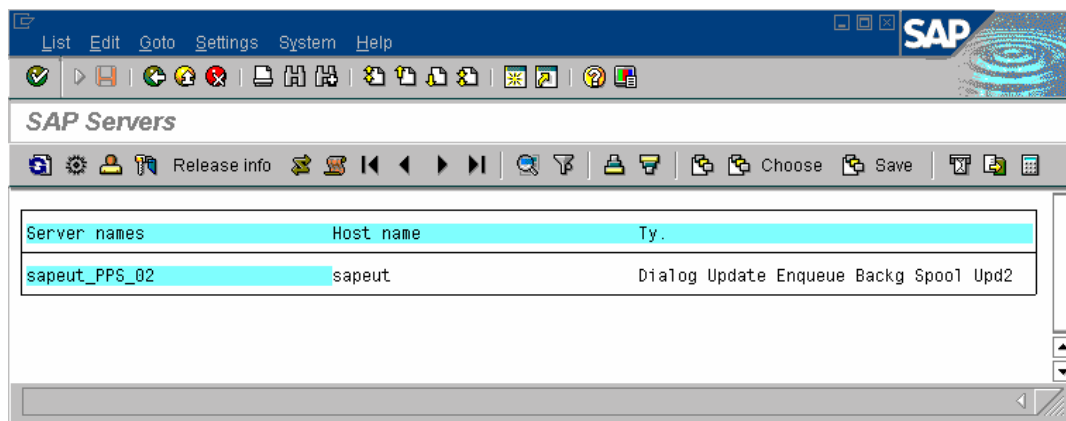 List Edit Goto Settings System Help
SAP
SAP Servers
Release info Choose Save
Server names Host name Ty.
sapeut_PPS_02 sapeut Dialog Update Enqueue Backg Spool Upd2